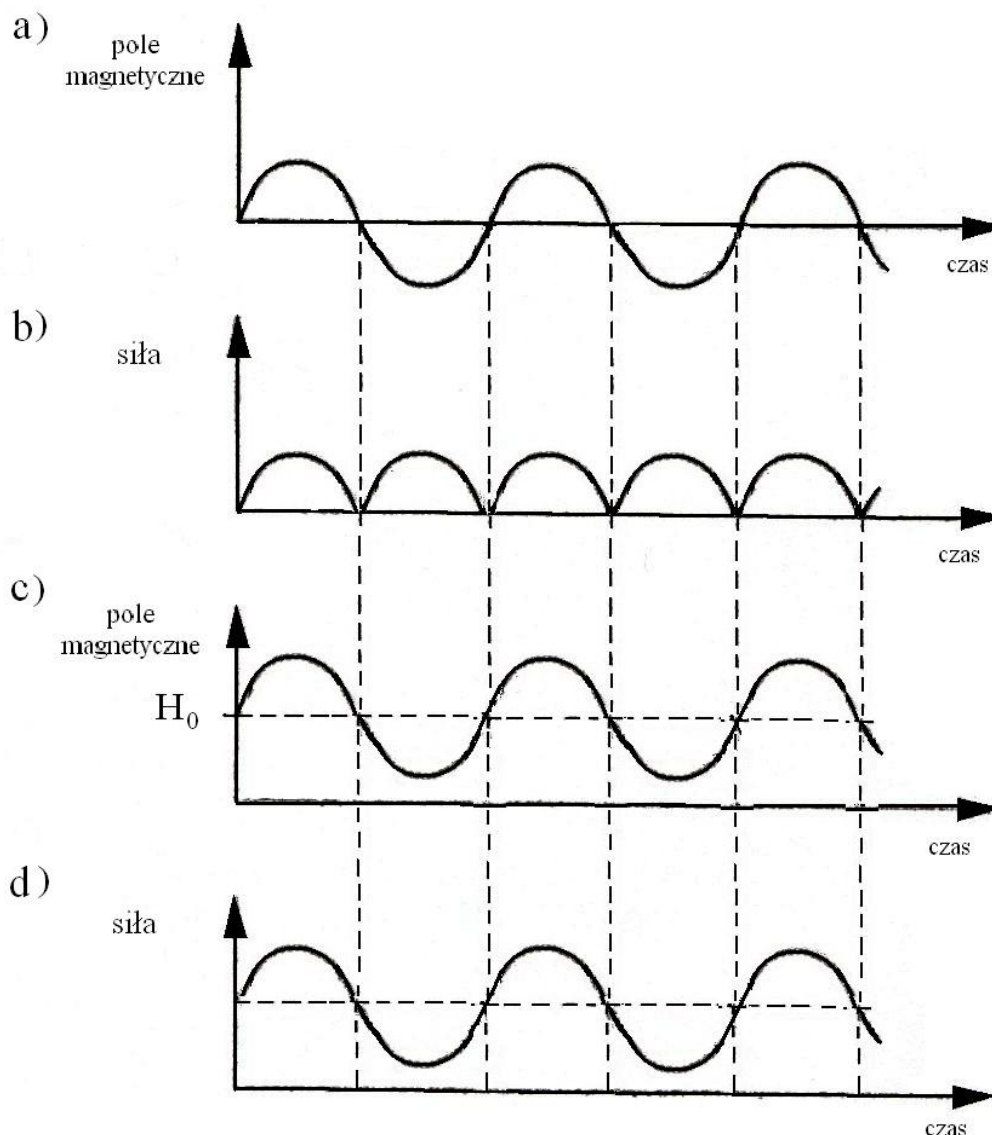 a)
pole
magnetyczne
czas
b)
siła
czas
c)
pole
magnetyczne
H₀
czas
d)
siła
czas